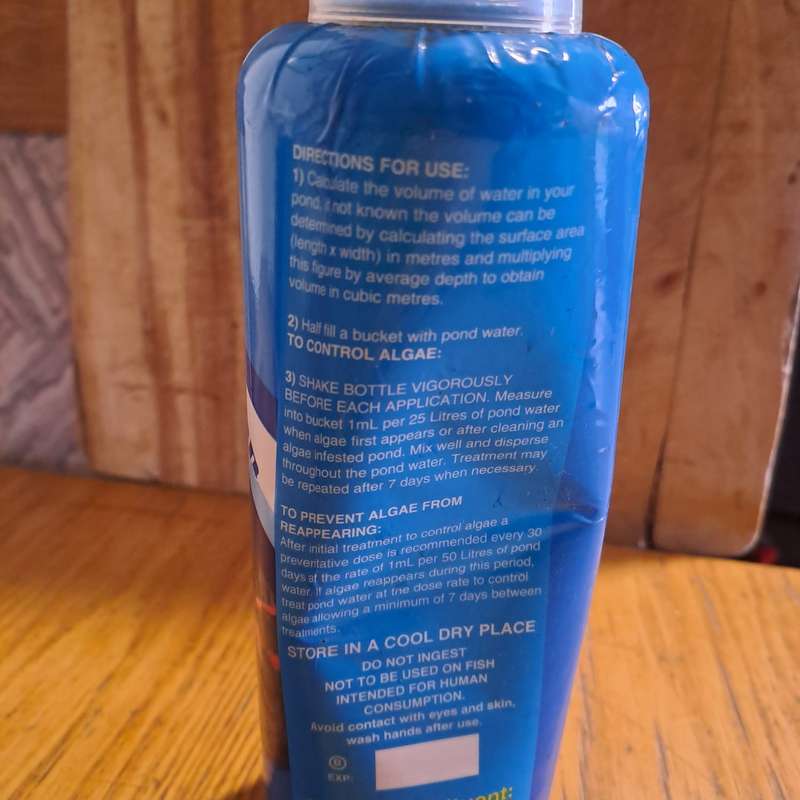 DIRECTIONS FOR USE:
1) Calculate the volume of water in your
pond, if not known the volume can be
determined by calculating the surface area
(length x width) in metres and multiplying
this figure by average depth to obtain
volume in cubic metres.
2) Half fill a bucket with pond water.
TO CONTROL ALGAE:
3) SHAKE BOTTLE VIGOROUSLY
BEFORE EACH APPLICATION. Measure
into bucket 1mL per 25 Litres of pond water
when algae first appears or after cleaning an
algae infested pond. Mix well and disperse
throughout the pond water. Treatment may
be repeated after 7 days when necessary.
TO PREVENT ALGAE FROM
REAPPEARING:
After initial treatment to control algae a
preventative dose is recommended every 30
days at the rate of 1mL per 50 Litres of pond
water. If algae reappears during this period,
treat pond water at the dose rate to control
algae allowing a minimum of 7 days between
treatments.
STORE IN A COOL DRY PLACE
DO NOT INGEST
NOT TO BE USED ON FISH
INTENDED FOR HUMAN
CONSUMPTION.
Avoid contact with eyes and skin,
wash hands after use.
EXP: